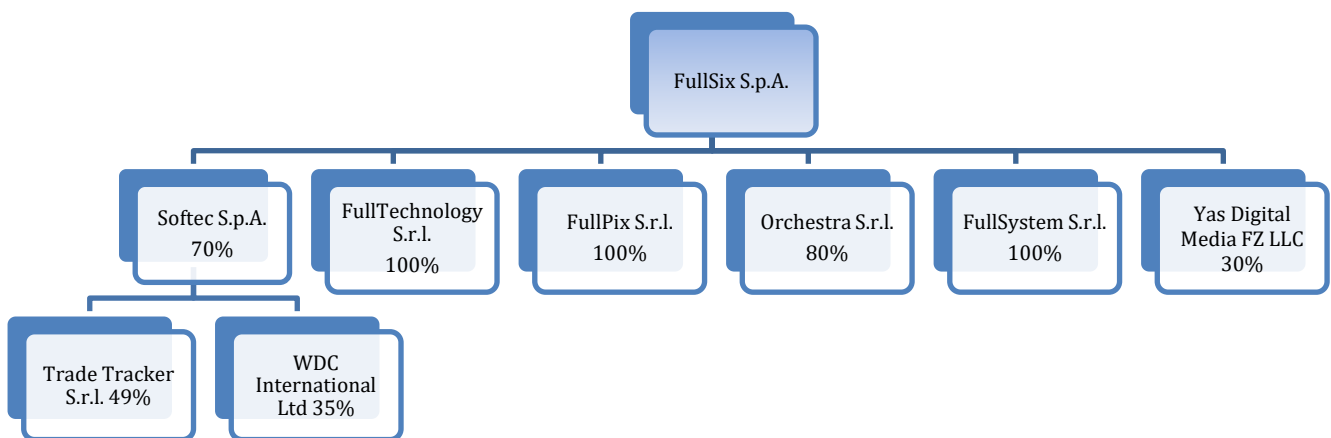 FullSix S.p.A.
Softec S.p.A.
70%
FullTechnology
S.r.l.
100%
FullPix S.r.l.
100%
Orchestra S.r.l.
80%
FullSystem S.r.l.
100%
Yas Digital
Media FZ LLC
30%
Trade Tracker
S.r.l. 49%
WDC
International
Ltd 35%